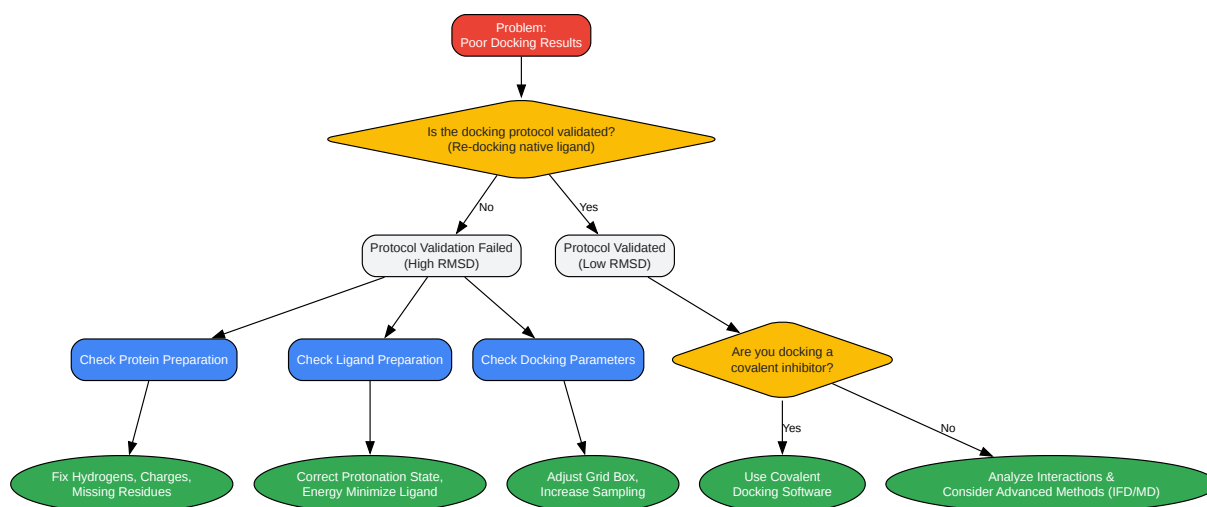 Problem:
Poor Docking Results
Is the docking protocol validated?
(Re-docking native ligand)
No
Yes
Protocol Validation Failed
(High RMSD)
Protocol Validated
(Low RMSD)
Check Protein Preparation
Check Ligand Preparation
Check Docking Parameters
Are you docking a
covalent inhibitor?
Yes
No
Fix Hydrogens, Charges,
Missing Residues
Correct Protonation State,
Energy Minimize Ligand
Adjust Grid Box,
Increase Sampling
Use Covalent
Docking Software
Analyze Interactions &
Consider Advanced Methods (IFD/MD)